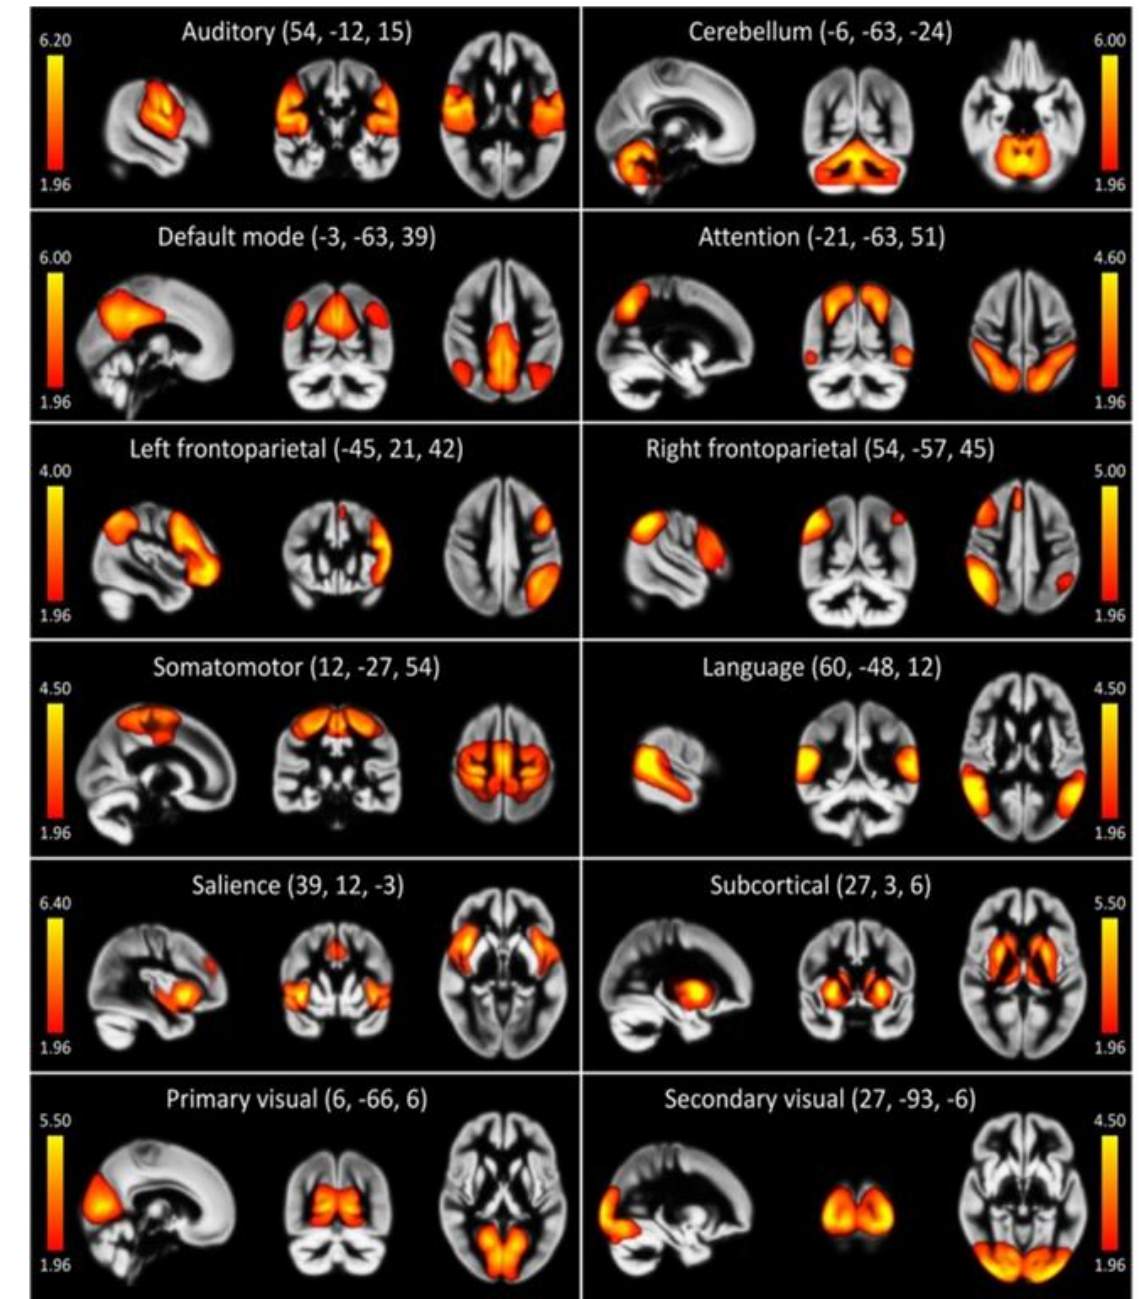 Auditory (54, -12, 15)
6.20
1.96
Cerebellum (-6, -63, -24)
6.00
1.96
Default mode (-3, -63, 39)
6.00
1.96
Attention (-21, -63, 51)
4.60
1.96
Left frontoparietal (-45, 21, 42)
4.00
1.96
Right frontoparietal (54, -57, 45)
5.00
1.96
Somatomotor (12, -27, 54)
4.50
1.96
Language (60, -48, 12)
4.50
1.96
Salience (39, 12, -3)
6.40
1.96
Subcortical (27, 3, 6)
5.50
1.96
Primary visual (6, -66, 6)
5.50
1.96
Secondary visual (27, -93, -6)
4.50
1.96